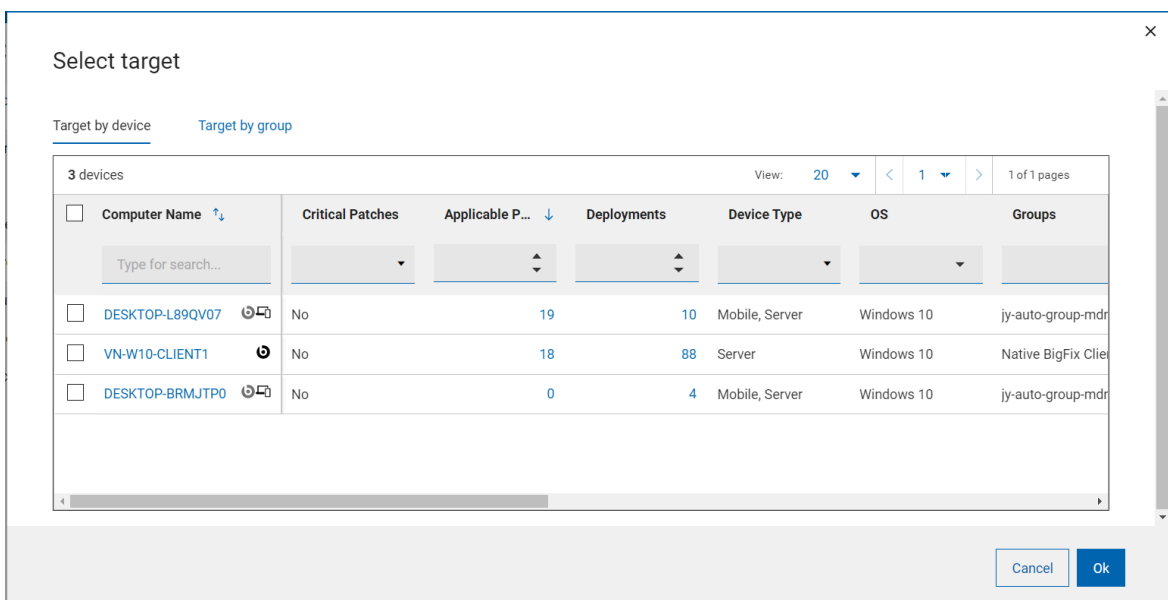 Select target
Target by device Target by group
3 devices View: 20 1 1 of 1 pages
Computer Name Critical Patches Applicable P... Deployments Device Type OS Groups
Type for search...
DESKTOP-L89QV07 No 19 10 Mobile, Server Windows 10 jy-auto-group-mdr
VN-W10-CLIENT1 No 18 88 Server Windows 10 Native BigFix Clie
DESKTOP-BRMJTP0 No 0 4 Mobile, Server Windows 10 jy-auto-group-mdr
Cancel Ok